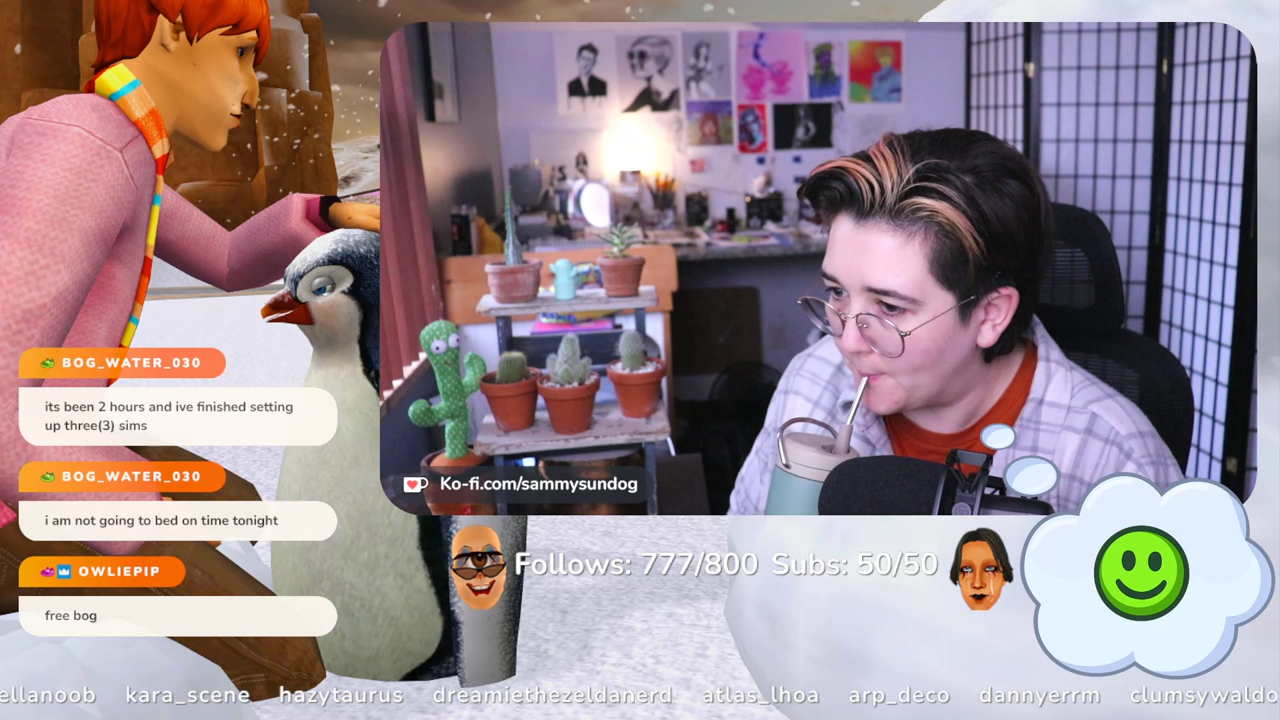 BOG_WATER_030
its been 2 hours and ive finished setting
up three(3) sims
BOG_WATER_030
i am not going to bed on time tonight
OWLIEPIP
free bog
Ko-fi.com/sammysundog
Follows: 777/800 Subs: 50/50
ellanoob kara_scene hazytaurus dreamiethezeldanerd atlas_lhoa arp_deco dannyerrm clumsywaldo